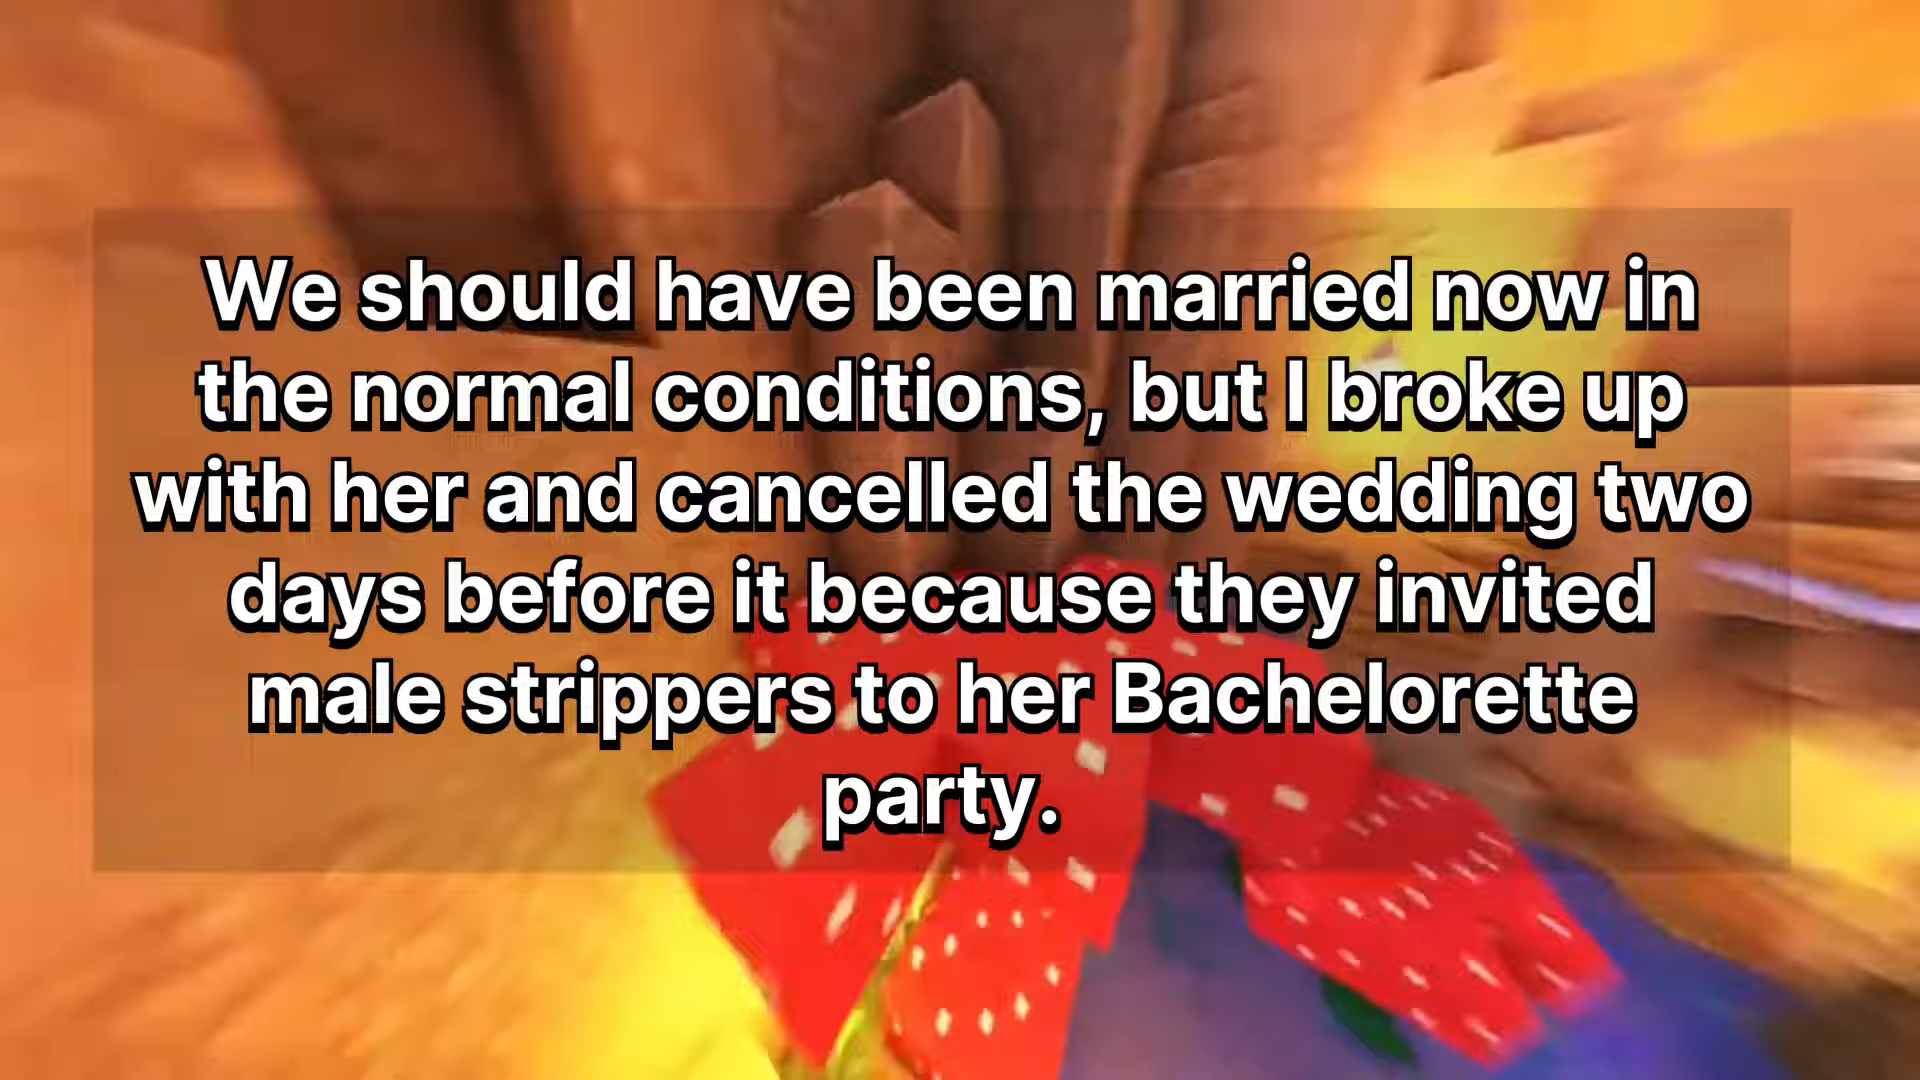 We should have been married now in
the normal conditions, but I broke up
with her and cancelled the wedding two
days before it because they invited
male strippers to her Bachelorette
party.